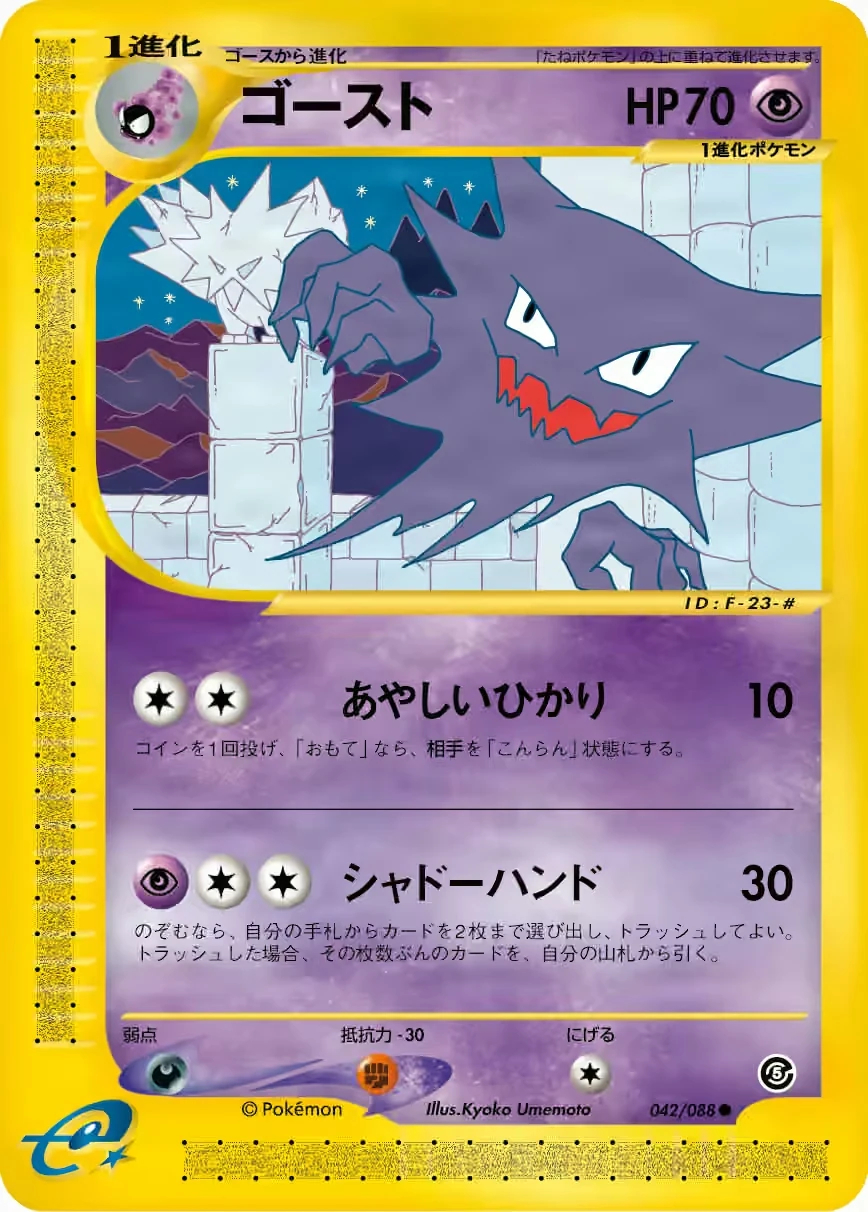 1進化
ゴースから進化
「たねポケモン」の上に重ねて進化させます。
ゴースト
HP70
1進化ポケモン
ID:F-23-#
あやしいひかり 10
コインを1回投げ、「おもて」なら、相手を「こんらん」状態にする。
シャドーハンド 30
のぞむなら、自分の手札からカードを2枚まで選び出し、トラッシュしてよい。
トラッシュした場合、その枚数ぶんのカードを、自分の山札から引く。
弱点 抵抗力 -30 にげる
5
© Pokémon Illus.Kyoko Umemoto 042/088
e